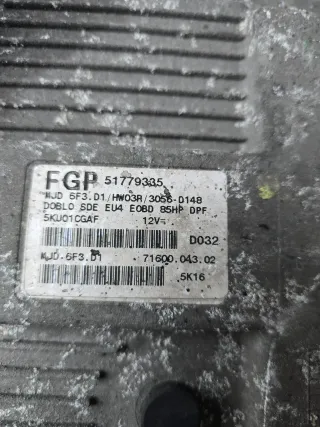 FGP 51779335
MJD 6F3.D1/HW03R/3056-D148
DOBLO SDE EU4 EOBD 85HP DPF
5KU01CGAF 12V
D032
MJD 6F3.D1 71600.043.02
5K16